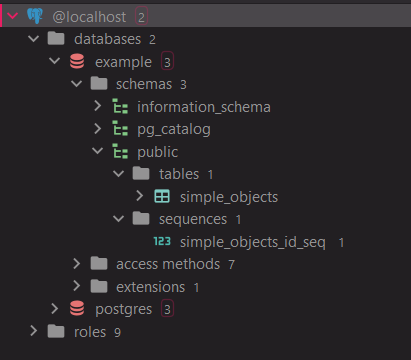 @localhost 2
databases 2
example 3
schemas 3
information_schema
pg_catalog
public
tables 1
simple_objects
sequences 1
123 simple_objects_id_seq 1
access methods 7
extensions 1
postgres 3
roles 9